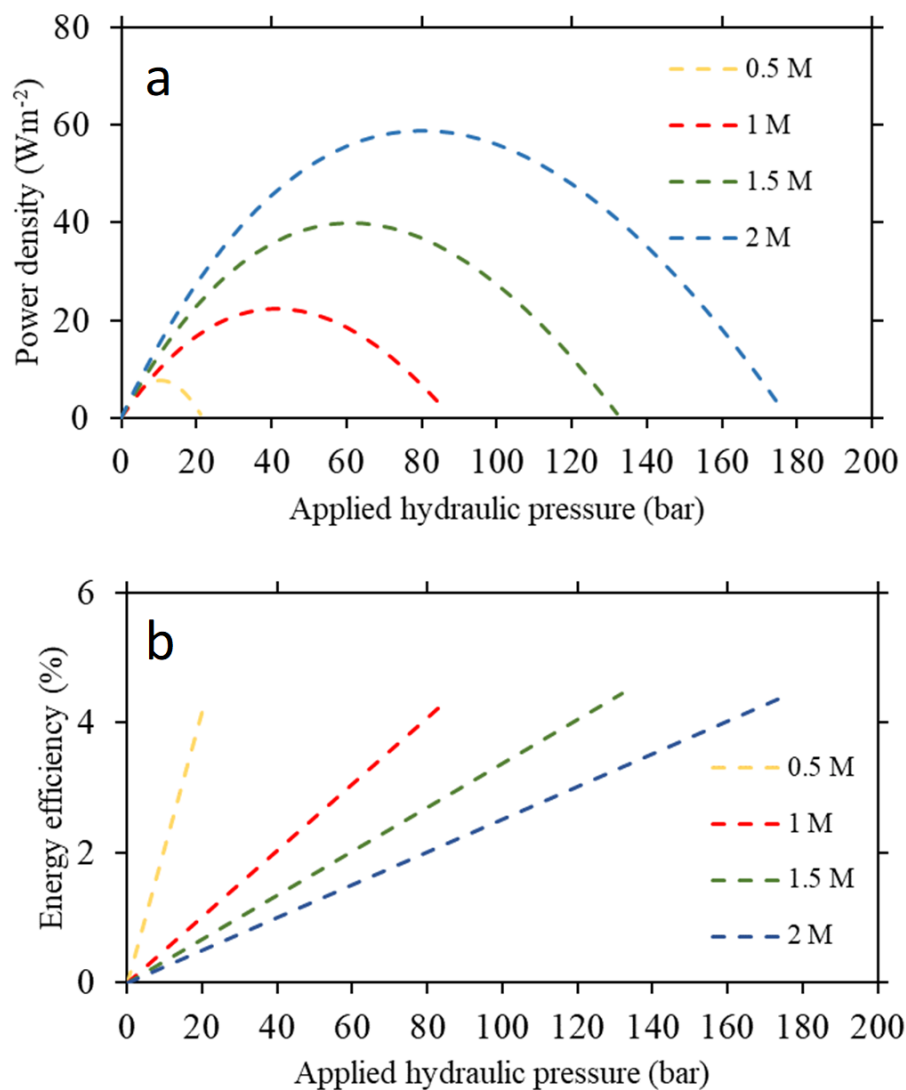 a
80
60
40
20
0
Power density (Wm-2)
0.5 M
1 M
1.5 M
2 M
0 20 40 60 80 100 120 140 160 180 200
Applied hydraulic pressure (bar)
b
6
4
2
0
Energy efficiency (%)
0.5 M
1 M
1.5 M
2 M
0 20 40 60 80 100 120 140 160 180 200
Applied hydraulic pressure (bar)